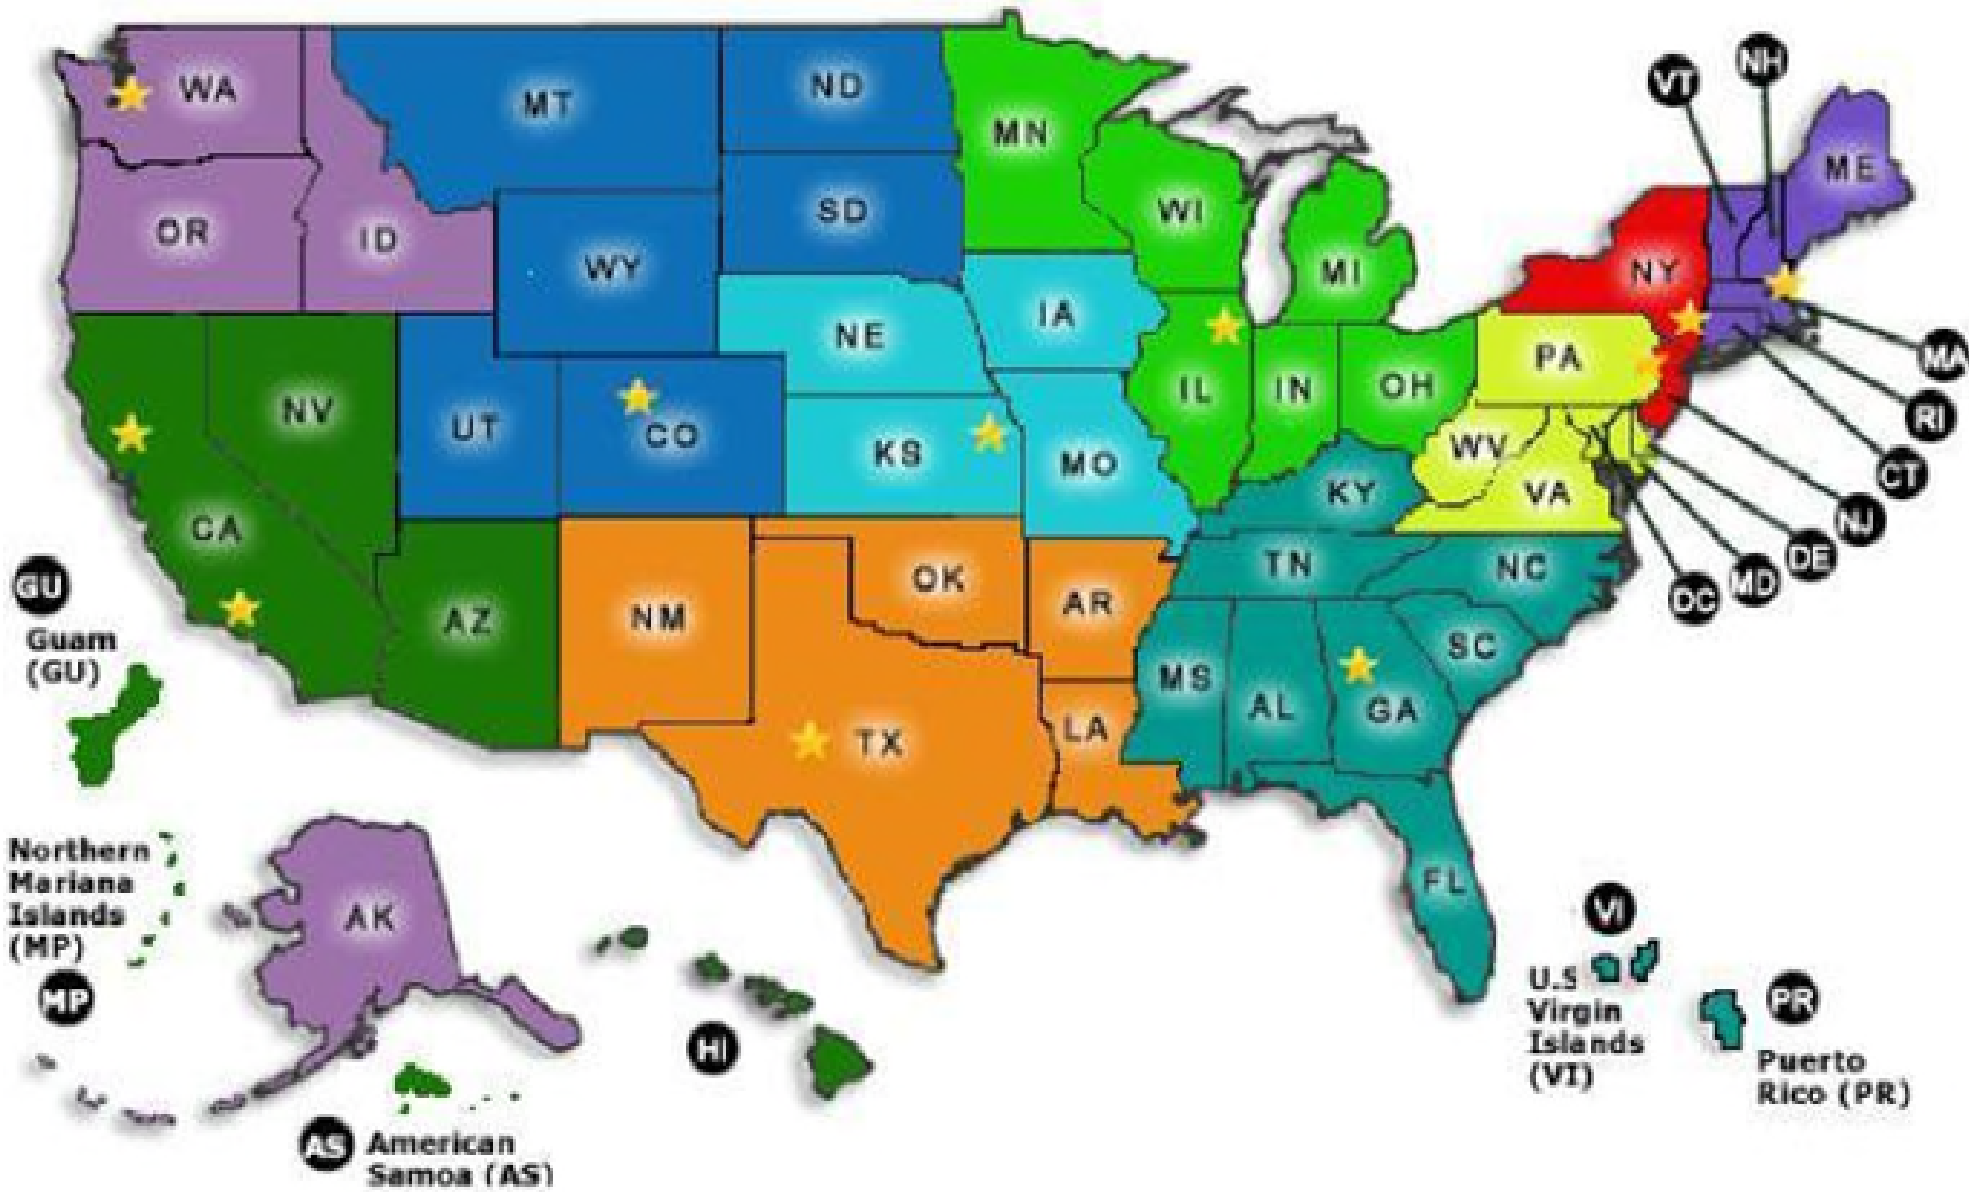 WA
MT
ND
MN
VT
NH
ME
OR
ID
WY
SD
WI
MI
NY
NE
IA
PA
MA
NV
UT
CO
KS
MO
IL
IN
OH
WV
VA
KY
RI
CT
NJ
DE
MD
DC
CA
AZ
NM
OK
AR
TN
NC
SC
MS
AL
GA
TX
LA
FL
GU
Guam
(GU)
Northern
Mariana
Islands
(MP)
MP
AK
HI
AS
American
Samoa (AS)
VI
U.S
Virgin
Islands
(VI)
PR
Puerto
Rico (PR)